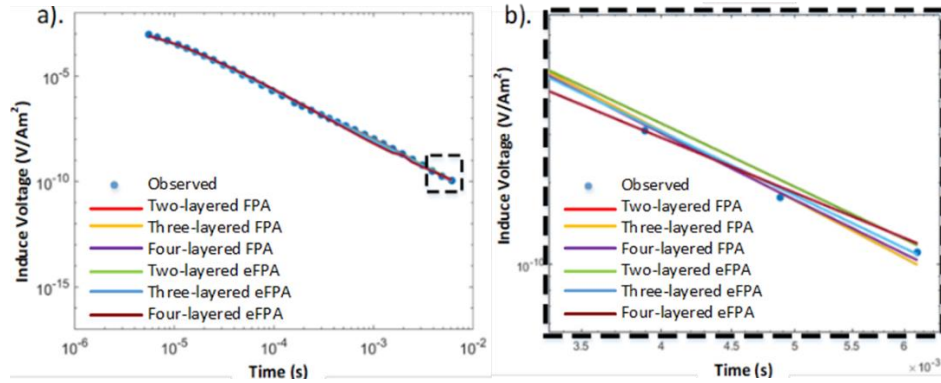 a).
Induce Voltage (V/Am²)
10⁻⁵
10⁻¹⁰
10⁻¹⁵
Observed
Two-layered FPA
Three-layered FPA
Four-layered FPA
Two-layered eFPA
Three-layered eFPA
Four-layered eFPA
10⁻⁶
10⁻⁵
10⁻⁴
10⁻³
10⁻²
Time (s)
b).
Induce Voltage (V/Am²)
10⁻¹⁰
Observed
Two-layered FPA
Three-layered FPA
Four-layered FPA
Two-layered eFPA
Three-layered eFPA
Four-layered eFPA
3.5
4
4.5
5
5.5
6
× 10⁻³
Time (s)